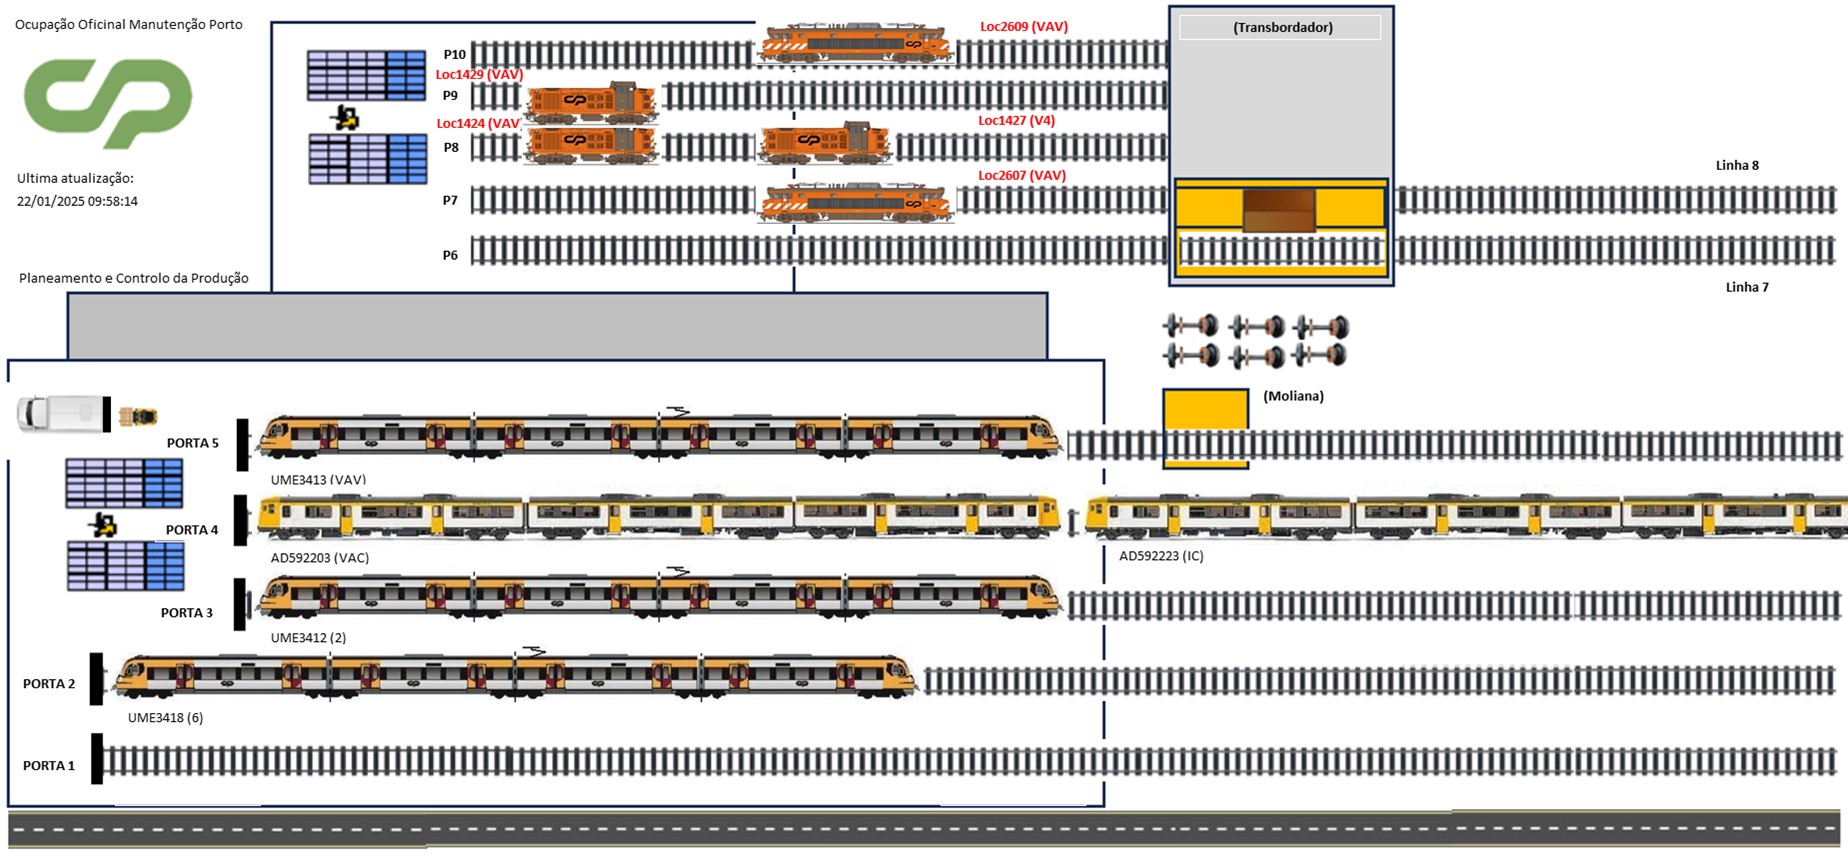 Ocupação Oficinal Manutenção Porto
Ultima atualização:
22/01/2025 09:58:14
Planeamento e Controlo da Produção
P10
Loc2609 (VAV)
(Transbordador)
Loc1429 (VAV)
P9
Loc1424 (VAV)
P8
Loc1427 (V4)
P7
Loc2607 (VAV)
Linha 8
P6
Linha 7
(Moliana)
PORTA 5
UME3413 (VAV)
PORTA 4
AD592203 (VAC)
AD592223 (IC)
PORTA 3
UME3412 (2)
PORTA 2
UME3418 (6)
PORTA 1